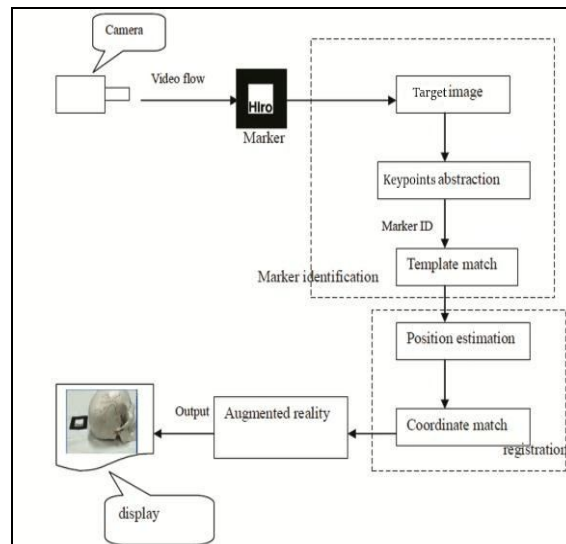 Camera
Video flow
HIro
Marker
Target image
Keypoints abstraction
Marker ID
Template match
Marker identification
Position estimation
Coordinate match
registration
Augmented reality
Output
display